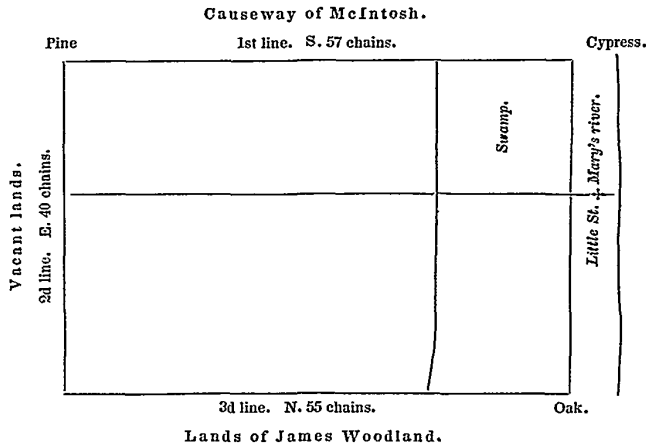 Causeway of McIntosh.
Pine
1st line. S. 57 chains.
Cypress.
Swamp.
Little St. Mary's river.
Vacant lands.
2d line. E. 40 chains.
3d line. N. 55 chains.
Oak.
Lands of James Woodland.